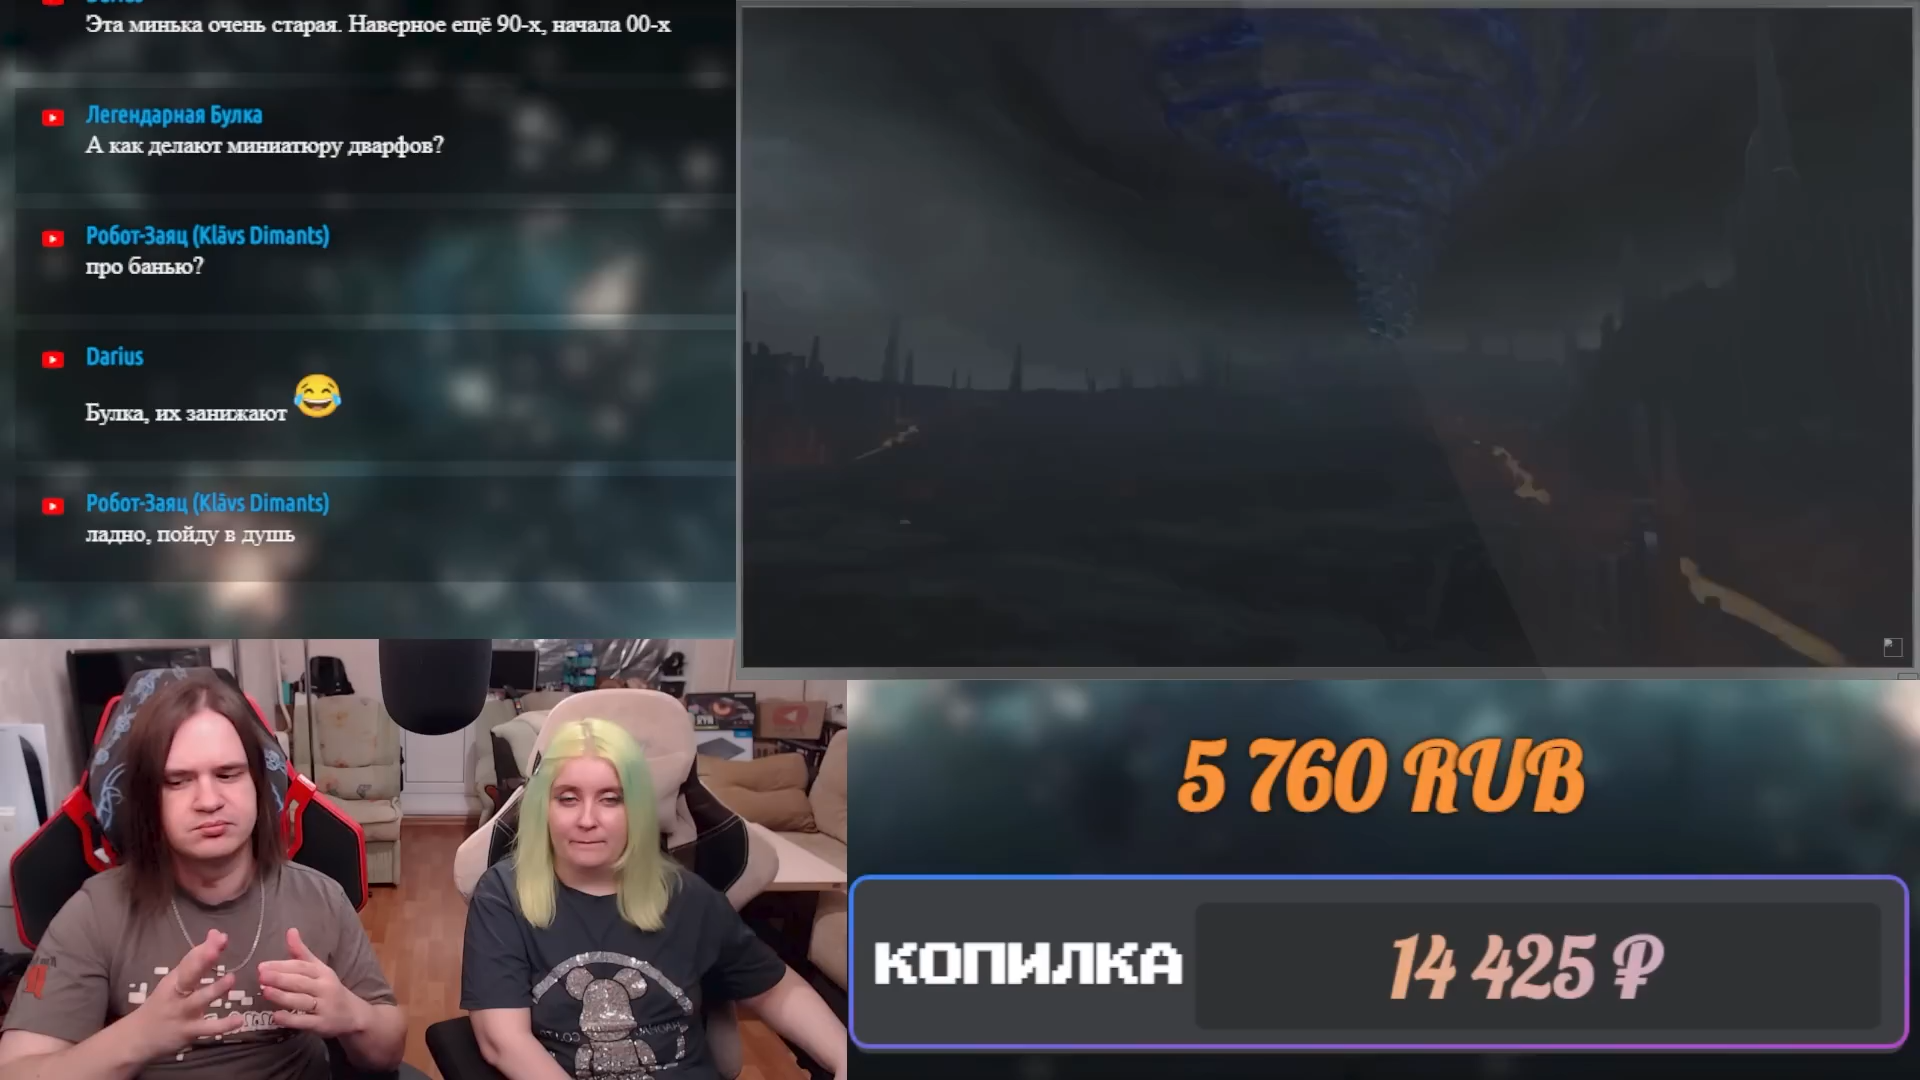 Эта минька очень старая. Наверное ещё 90-х, начала 00-х
Легендарная Булка
А как делают миниатюру дварфов?
Робот-Заяц (Klāvs Dimants)
про банью?
Darius
Булка, их занижают 😂
Робот-Заяц (Klāvs Dimants)
ладно, пойду в душь
5 760 RUB
КОПИЛКА
14 425 ₽